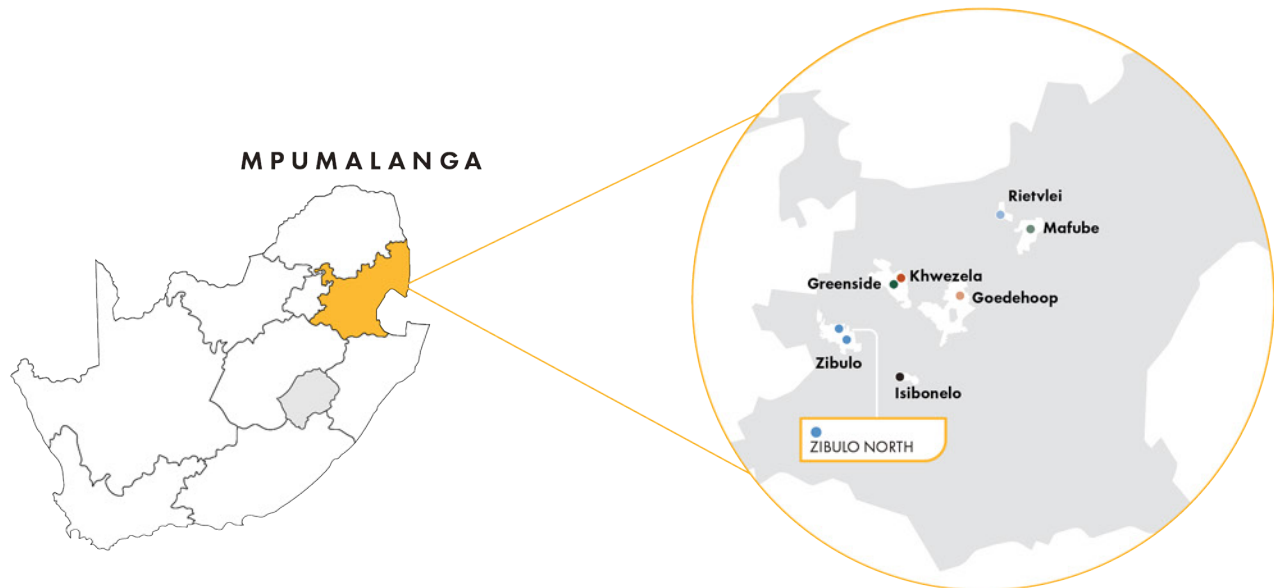 MPUMALANGA
Rietvlei
Mafube
Khwezela
Greenside
Goedehoop
Zibulo
Isibonelo
ZIBULO NORTH